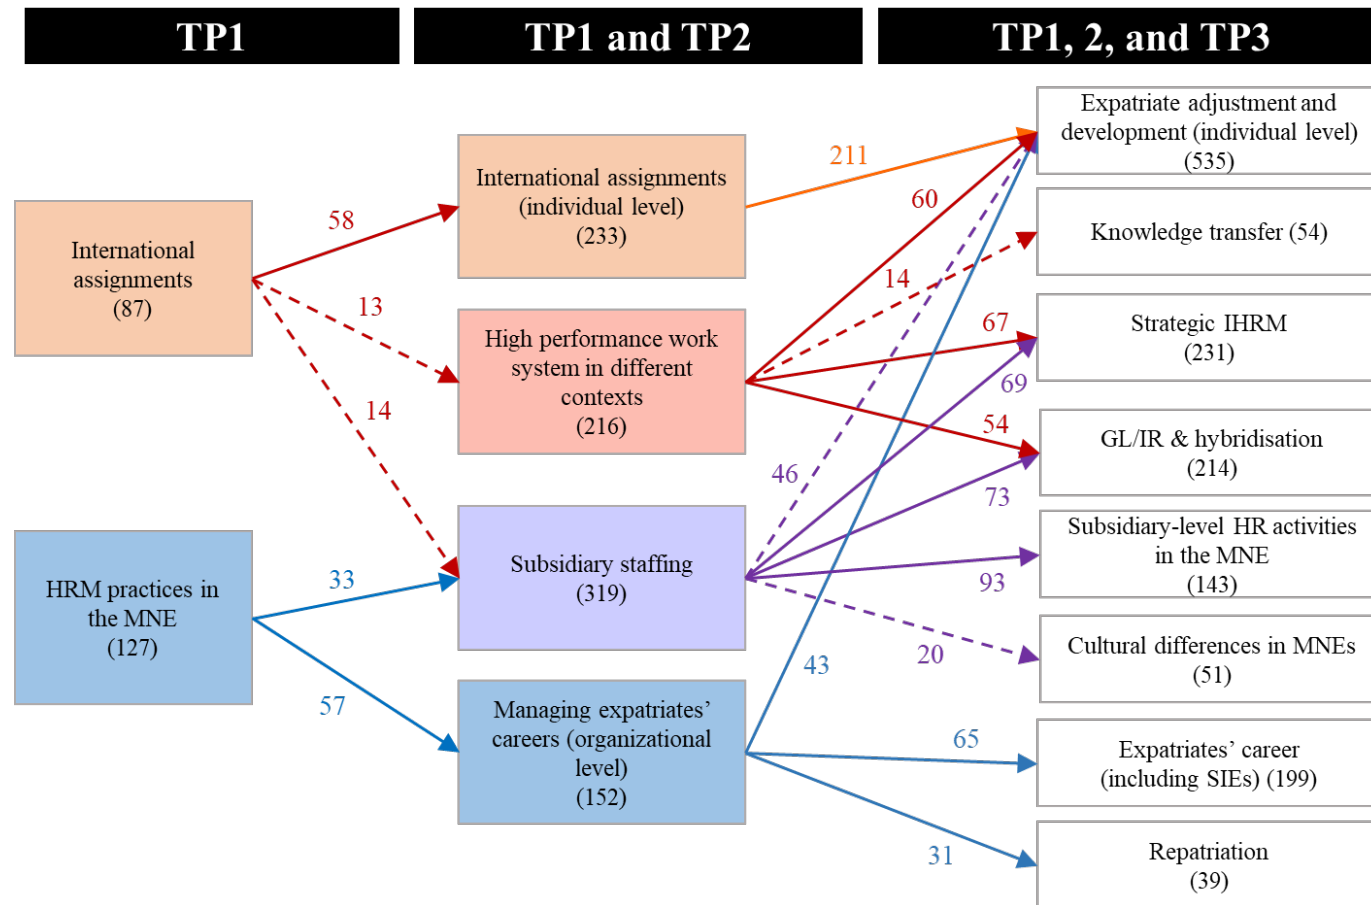 TP1
TP1 and TP2
TP1, 2, and TP3
International
assignments
(87)
HRM practices in
the MNE
(127)
58
13
14
33
57
International assignments
(individual level)
(233)
High performance work
system in different
contexts
(216)
Subsidiary staffing
(319)
Managing expatriates’
careers (organizational
level)
(152)
211
60
14
67
69
54
46
73
93
20
43
65
31
Expatriate adjustment and
development (individual level)
(535)
Knowledge transfer (54)
Strategic IHRM
(231)
GL/IR & hybridisation
(214)
Subsidiary-level HR activities
in the MNE
(143)
Cultural differences in MNEs
(51)
Expatriates’ career
(including SIEs) (199)
Repatriation
(39)